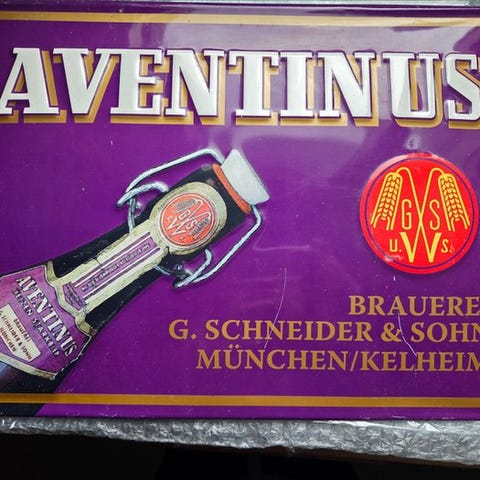 AVENTINUS
G S
W
u. S.
BRAUERE
G. SCHNEIDER & SOHN
MÜNCHEN/KELHEIM
AVENTINUS